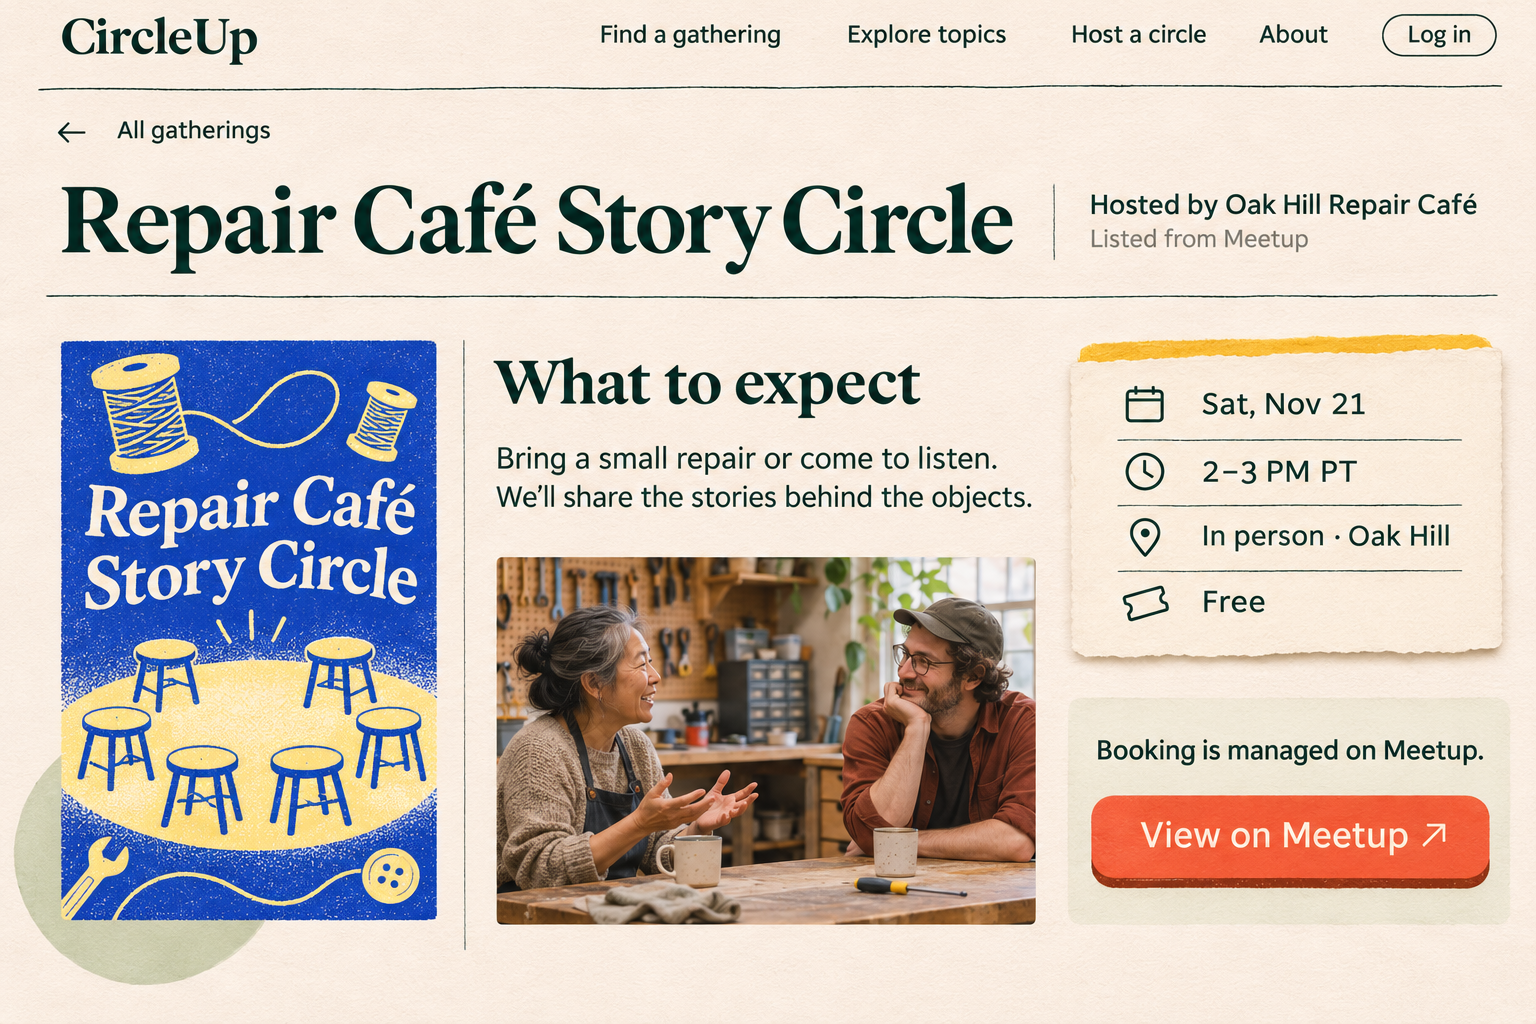 CircleUp
Find a gathering
Explore topics
Host a circle
About
Log in
← All gatherings
Repair Café Story Circle
Hosted by Oak Hill Repair Café
Listed from Meetup
Repair Café
Story Circle
What to expect
Bring a small repair or come to listen.
We’ll share the stories behind the objects.
Sat, Nov 21
2–3 PM PT
In person · Oak Hill
Free
Booking is managed on Meetup.
View on Meetup ↗